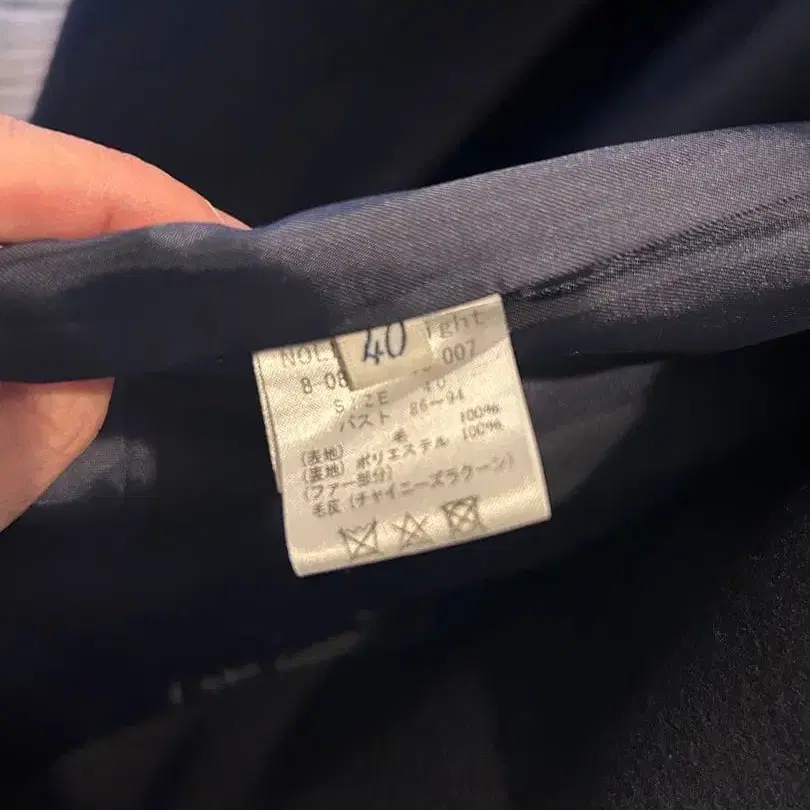 40
NOL ight
8-08 007
SIZE 40
バスト 86～94
毛 100%
(表地)
(裏地) ポリエステル 100%
(ファー部分)
毛皮 (チャイニーズラクーン)